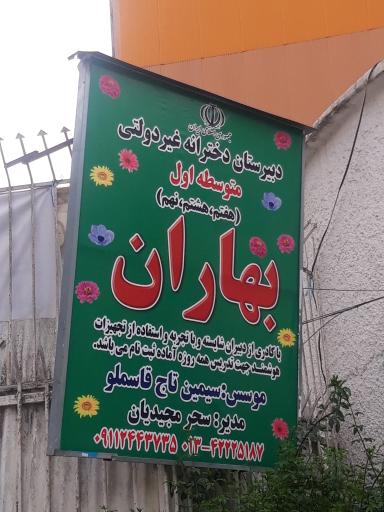 جمهوری اسلامی ایران
دبیرستان دخترانه غیردولتی
متوسطه اول
(هفتم،هشتم،نهم)
بهاران
با کادری از دبیران شایسته و با تجربه و استفاده از تجهیزات
هوشمند جهت تدریس همه روزه آماده ثبت نام می باشد.
موسس:سیمین تاج قاسملو
مدیر: سحر مجیدیان
۰۹۱۱۲۴۴۳۷۳۵ ۰۱۳-۴۲۲۲۵۱۸۷